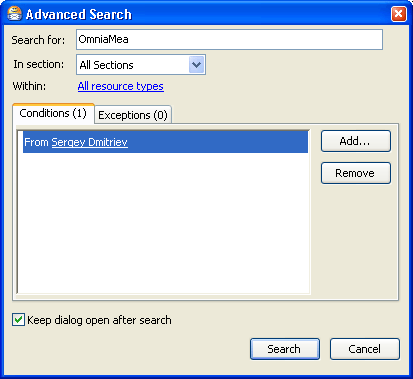 Advanced Search
Search for: OmniaMea
In section: All Sections
Within: All resource types
Conditions (1) Exceptions (0)
From Sergey Dmitriev
Add...
Remove
Keep dialog open after search
Search Cancel